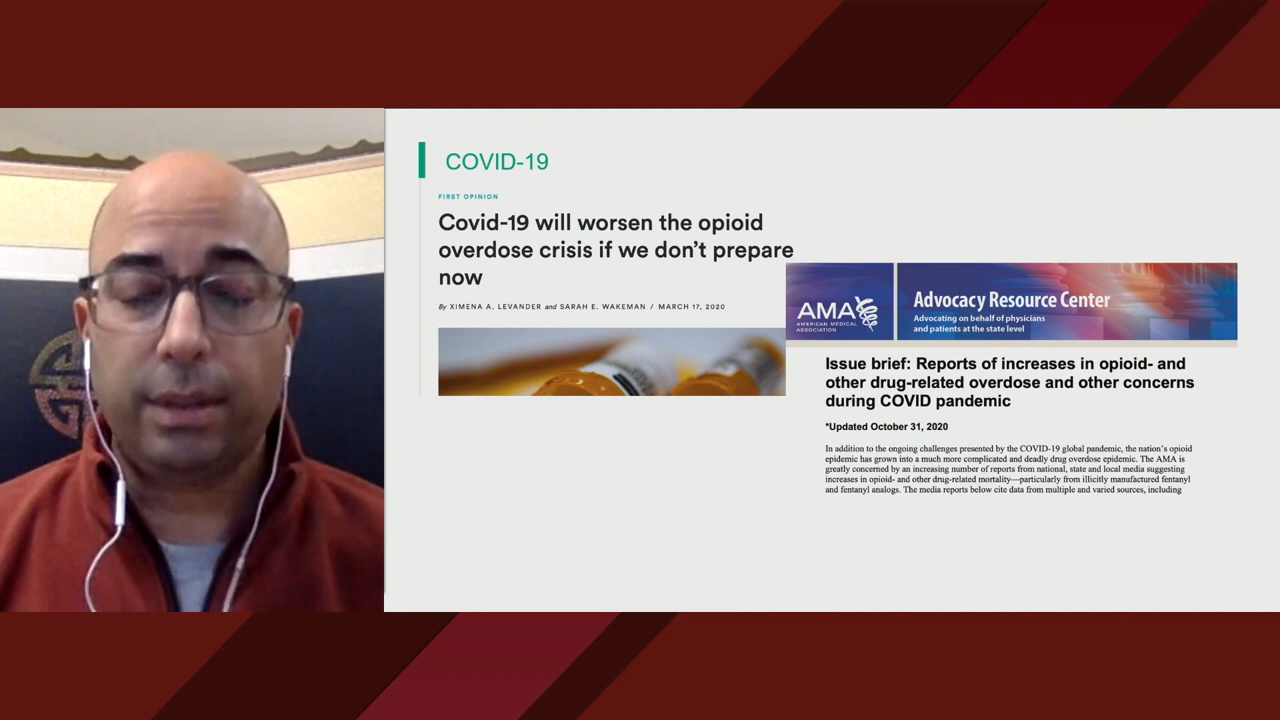 COVID-19
FIRST OPINION
Covid-19 will worsen the opioid
overdose crisis if we don't prepare
now
By XIMENA A. LEVANDER and SARAH E. WAKEMAN / MARCH 17, 2020
AMA
AMERICAN MEDICAL
ASSOCIATION
Advocacy Resource Center
Advocating on behalf of physicians
and patients at the state level
Issue brief: Reports of increases in opioid- and
other drug-related overdose and other concerns
during COVID pandemic
*Updated October 31, 2020
In addition to the ongoing challenges presented by the COVID-19 global pandemic, the nation's opioid
epidemic has grown into a much more complicated and deadly drug overdose epidemic. The AMA is
greatly concerned by an increasing number of reports from national, state and local media suggesting
increases in opioid- and other drug-related mortality—particularly from illicitly manufactured fentanyl
and fentanyl analogs. The media reports below cite data from multiple and varied sources, including